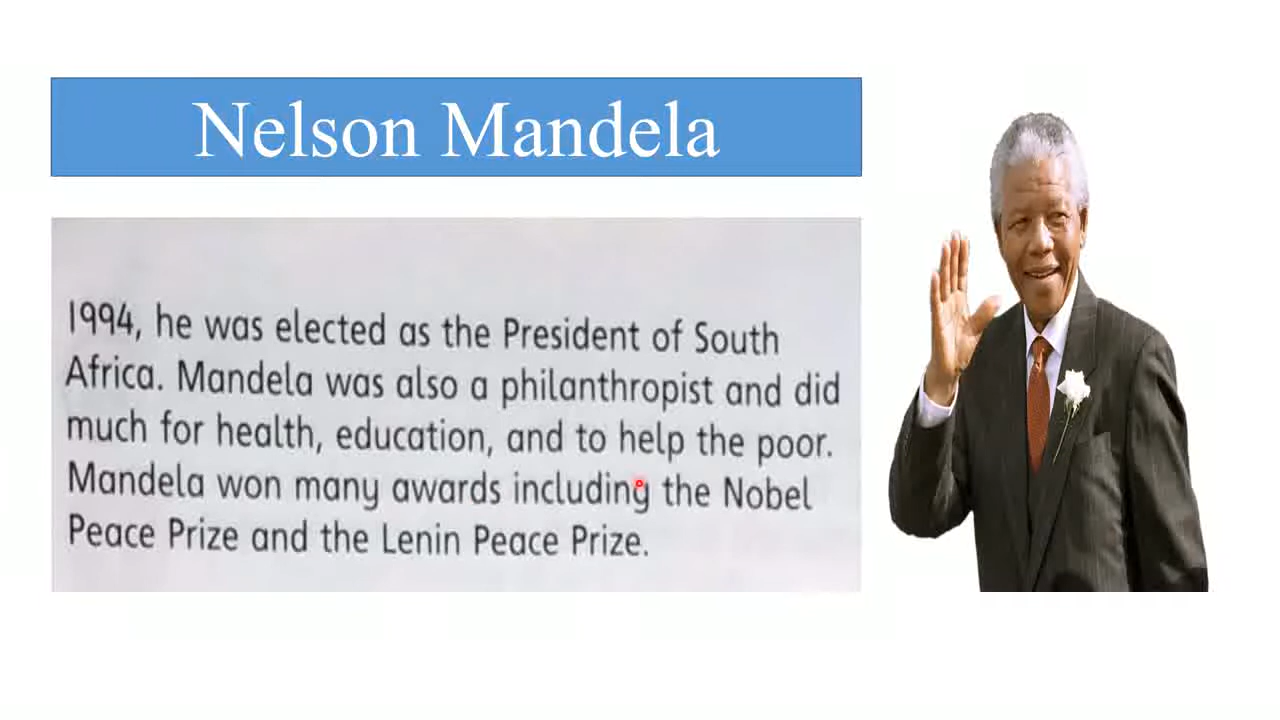 Nelson Mandela
1994, he was elected as the President of South
Africa. Mandela was also a philanthropist and did
much for health, education, and to help the poor.
Mandela won many awards including the Nobel
Peace Prize and the Lenin Peace Prize.